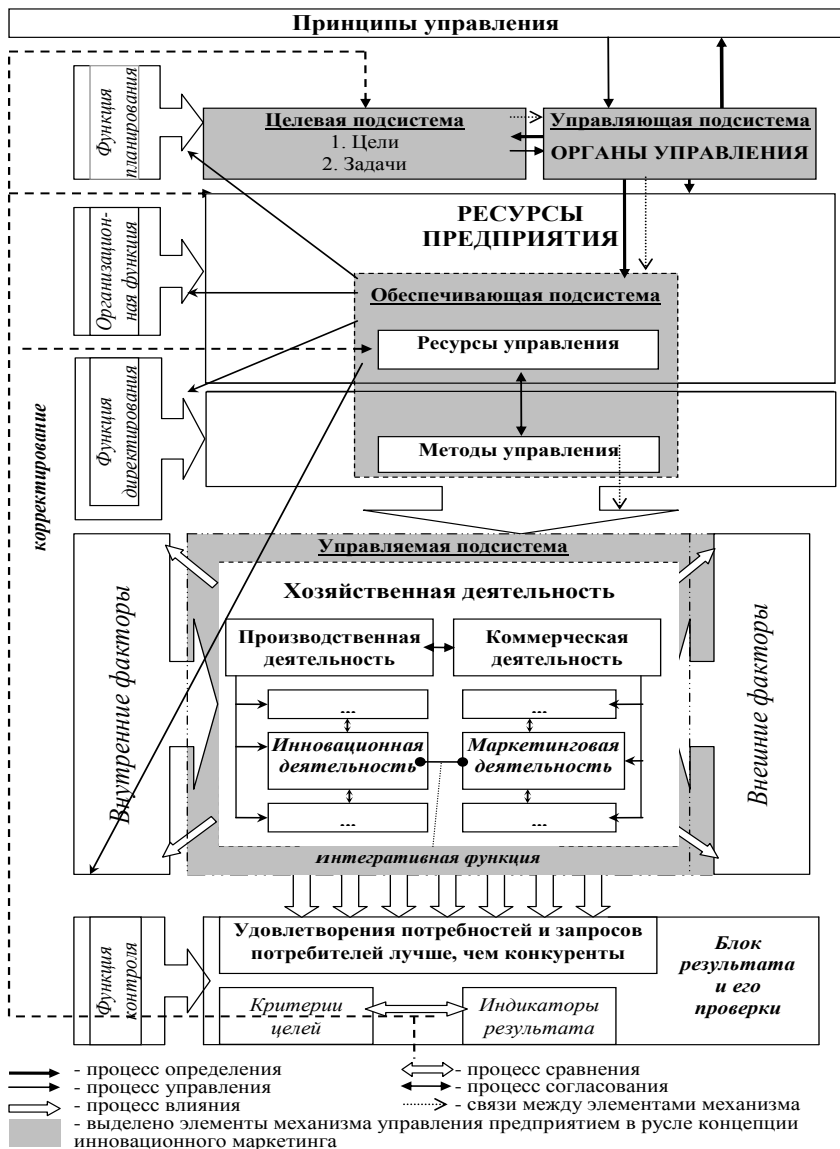 Принципы управления
Функция
планирования
Целевая подсистема
1. Цели
2. Задачи
Управляющая подсистема
ОРГАНЫ УПРАВЛЕНИЯ
Организацион-
ная функция
РЕСУРСЫ
ПРЕДПРИЯТИЯ
Обеспечивающая подсистема
Ресурсы управления
Функция
директирования
Методы управления
корректирование
Управляемая подсистема
Внутренние факторы
Хозяйственная деятельность
Производственная
деятельность
Коммерческая
деятельность
...
...
Инновационная
деятельность
Маркетинговая
деятельность
...
...
Интегративная функция
Внешние факторы
Функция
контроля
Удовлетворения потребностей и запросов
потребителей лучше, чем конкуренты
Критерии
целей
Индикаторы
результата
Блок
результата
и его
проверки
- процесс определения
- процесс управления
- процесс влияния
- процесс сравнения
- процесс согласования
- связи между элементами механизма
- выделено элементы механизма управления предприятием в русле концепции
инновационного маркетинга